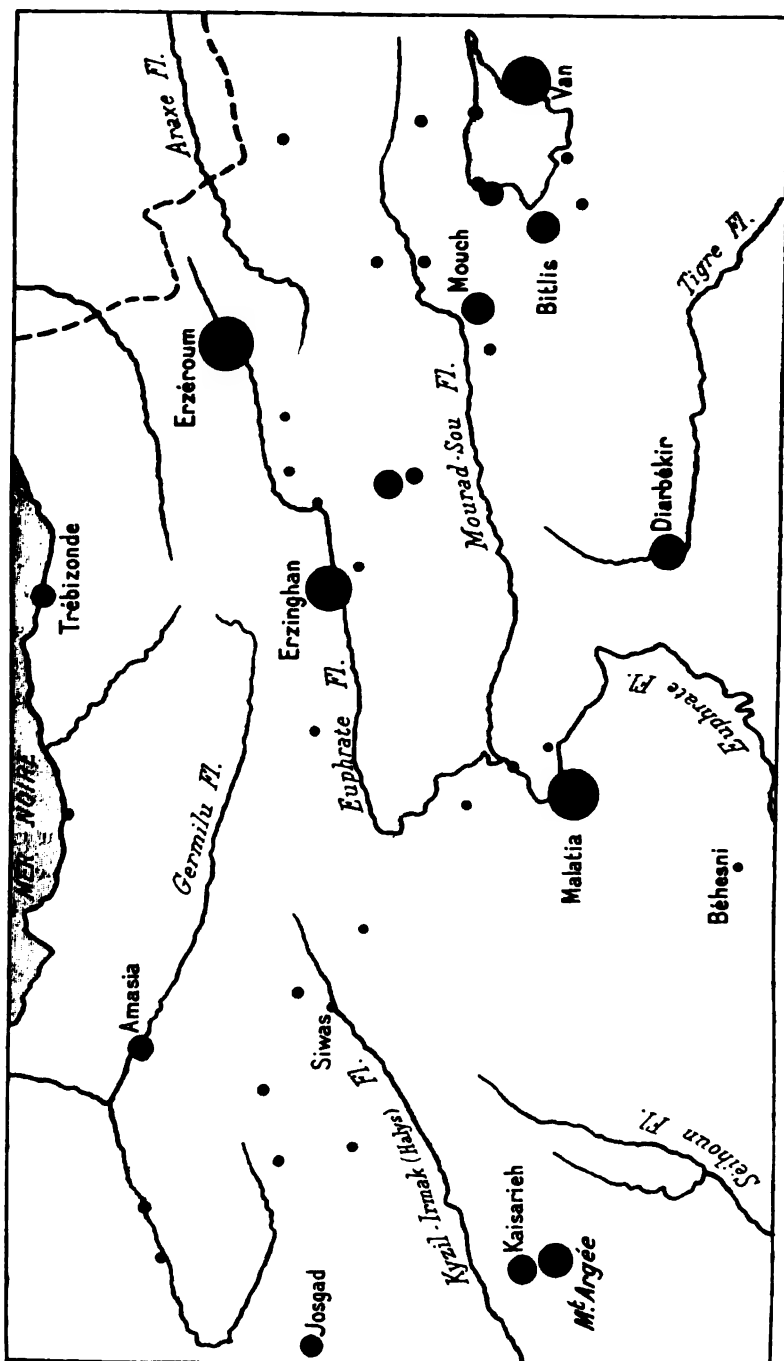 MER NOIRE
Trébizonde
Araxe Fl.
Erzéroum
Germilu Fl.
Amasia
Erzinghan
Euphrate Fl.
Siwas
Josgad
Kyzil-Irmak (Halys) Fl.
Mourad-Sou Fl.
Mouch
Van
Bitlis
Kaisarieh
Mt. Argée
Malatia
Diarbékir
Tigre Fl.
Euphrate Fl.
Béhesni
Seihoun Fl.